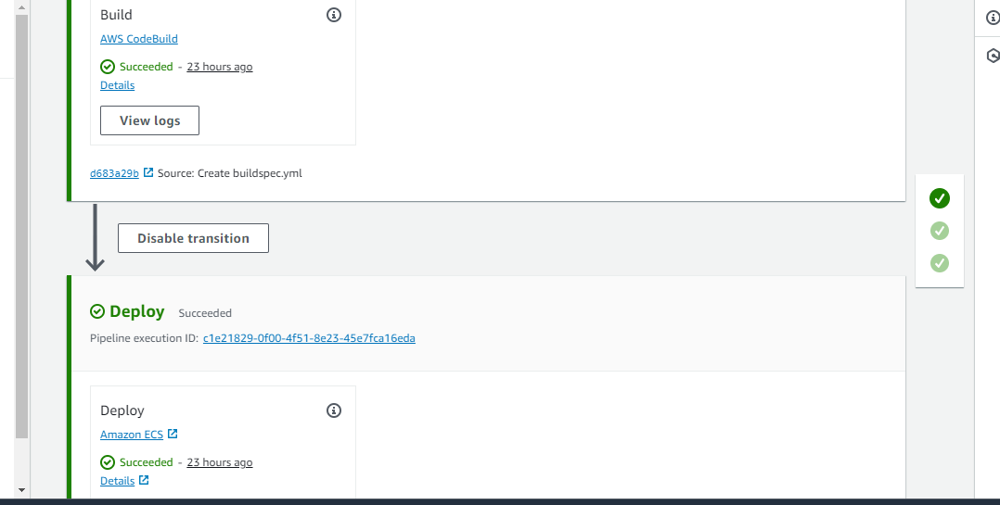 Build
AWS CodeBuild
Succeeded - 23 hours ago
Details
View logs
d683a29b Source: Create buildspec.yml
Disable transition
Deploy Succeeded
Pipeline execution ID: c1e21829-0f00-4f51-8e23-45e7fca16eda
Deploy
Amazon ECS
Succeeded - 23 hours ago
Details